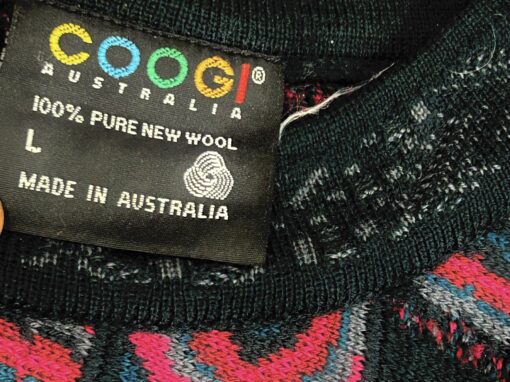 COOGI®
AUSTRALIA
100% PURE NEW WOOL
L
MADE IN AUSTRALIA